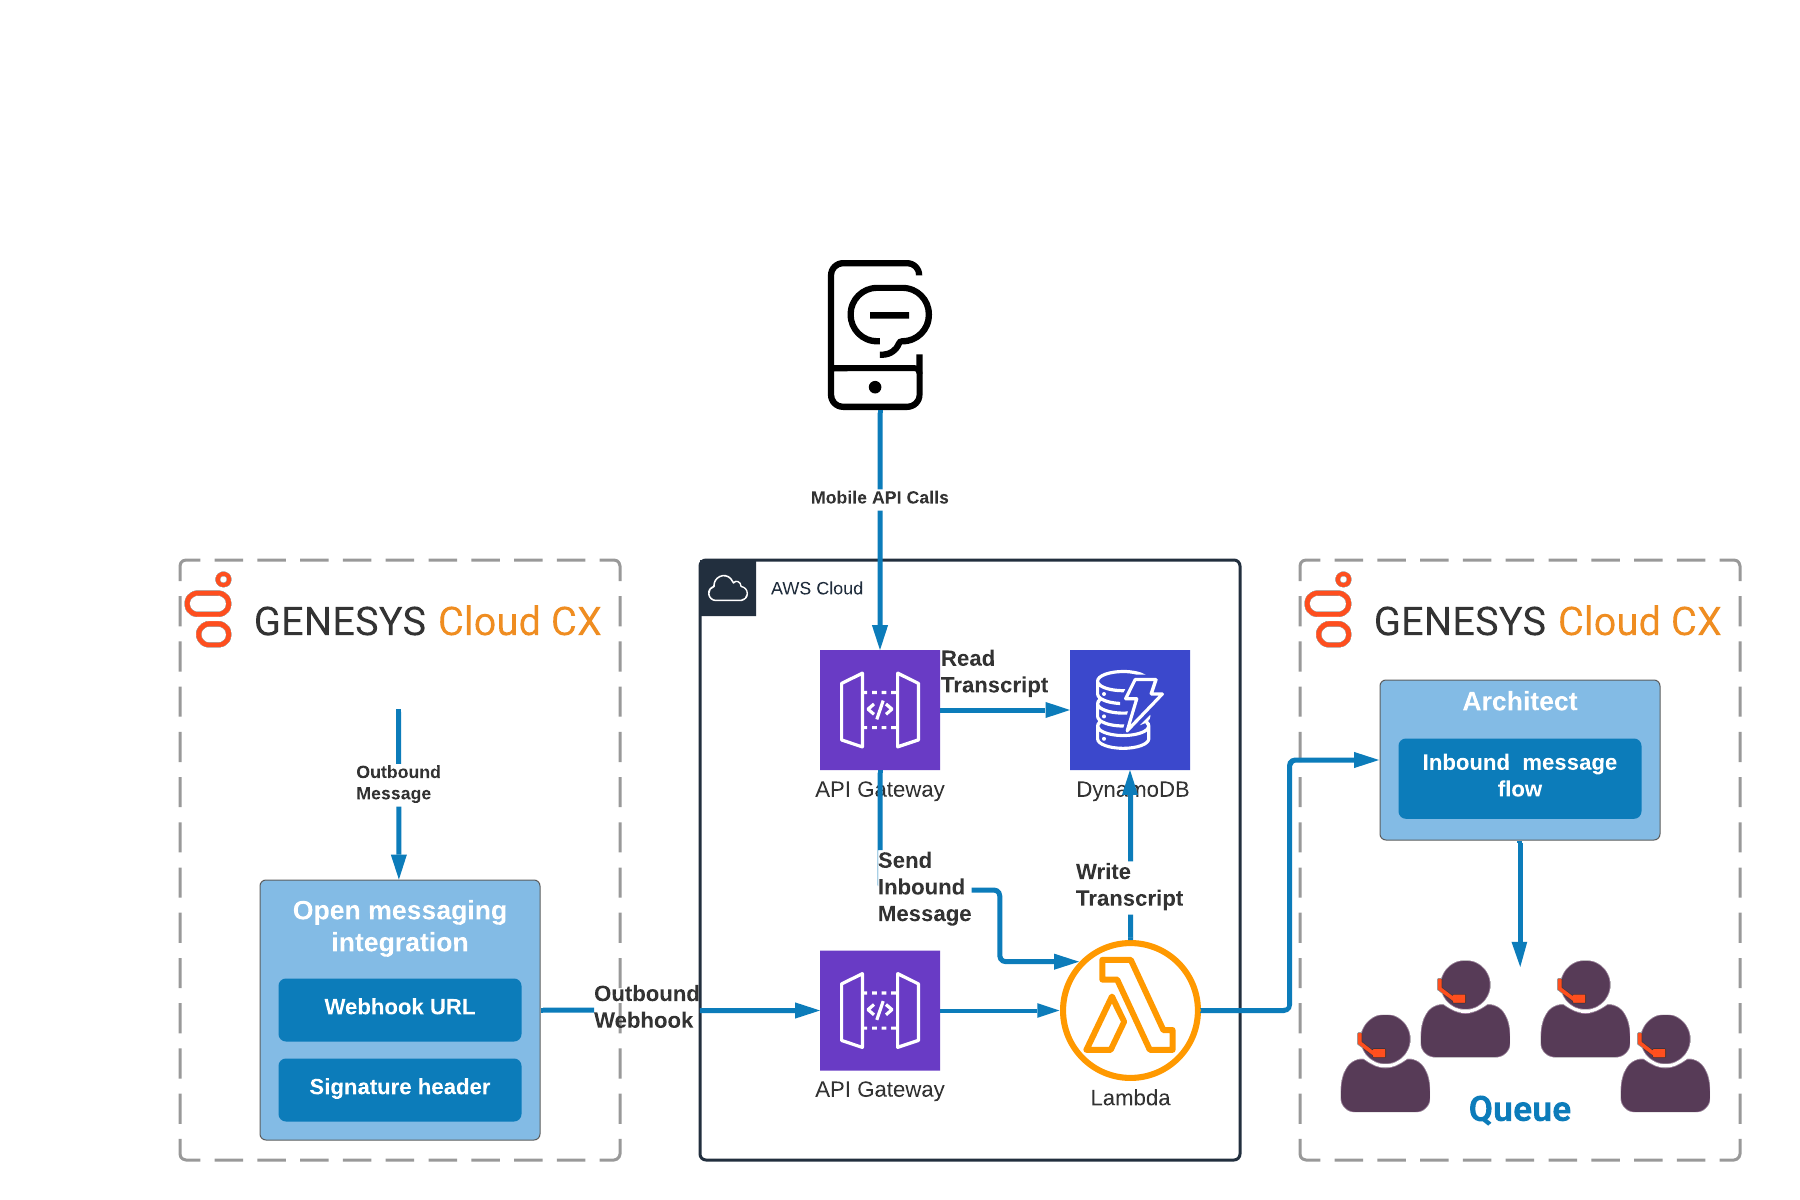 Mobile API Calls
GENESYS Cloud CX
Outbound
Message
Open messaging
integration
Webhook URL
Signature header
Outbound
Webhook
AWS Cloud
Read
Transcript
API Gateway
DynamoDB
Send
Inbound
Message
Write
Transcript
API Gateway
Lambda
GENESYS Cloud CX
Architect
Inbound message
flow
Queue